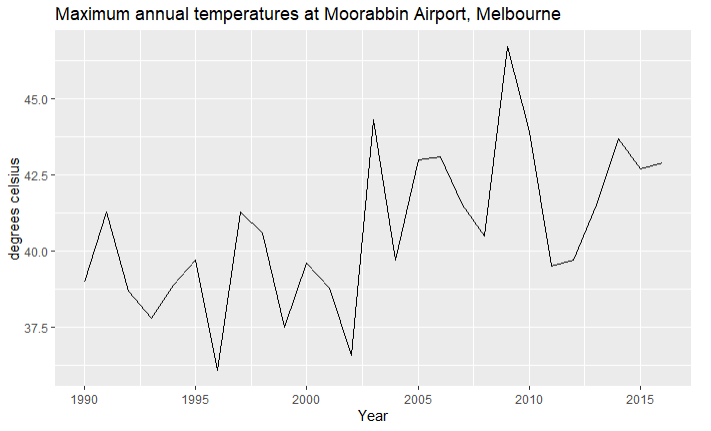 Maximum annual temperatures at Moorabbin Airport, Melbourne
45.0
42.5
40.0
37.5
degrees celsius
1990 1995 2000 2005 2010 2015
Year